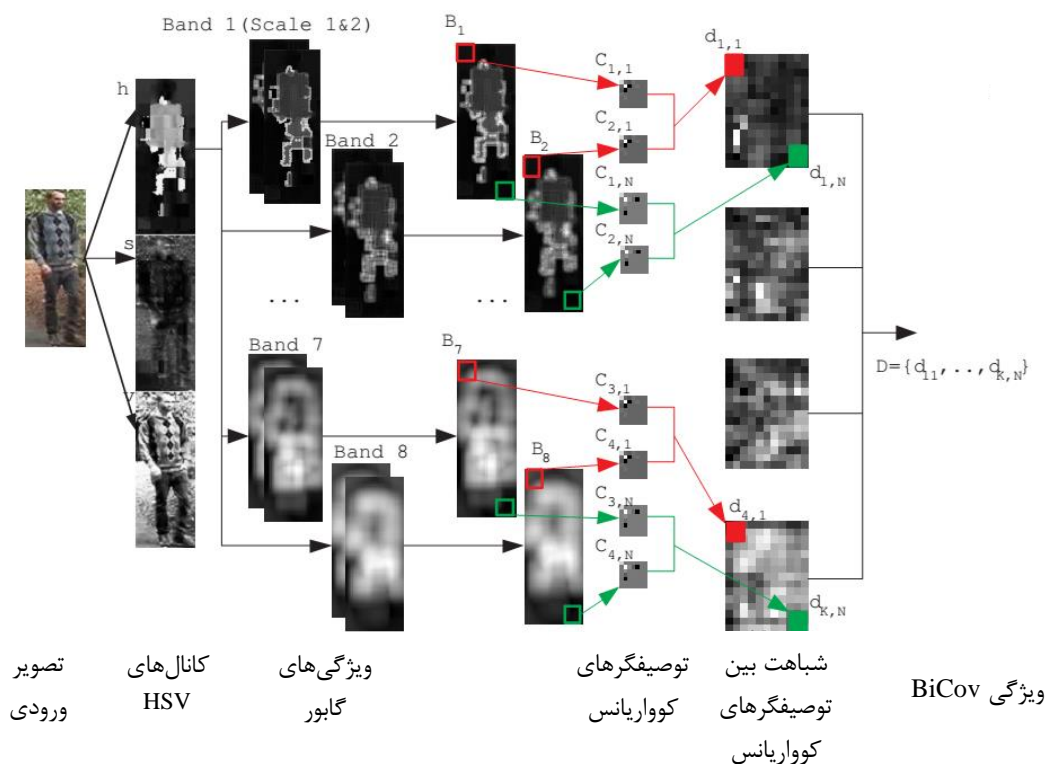 Band 1(Scale 1&2)
B1
d1,1
h
C1,1
C2,1
Band 2
B2
C1,N
d1,N
C2,N
s
...
...
Band 7
B7
C3,1
D={d11,..,dK,N}
v
Band 8
B8
C4,1
C3,N
d4,1
C4,N
dK,N
تصویر ورودی
کانال‌های HSV
ویژگی‌های گابور
توصیفگرهای کوواریانس
شباهت بین توصیفگرهای کوواریانس
ویژگی BiCov